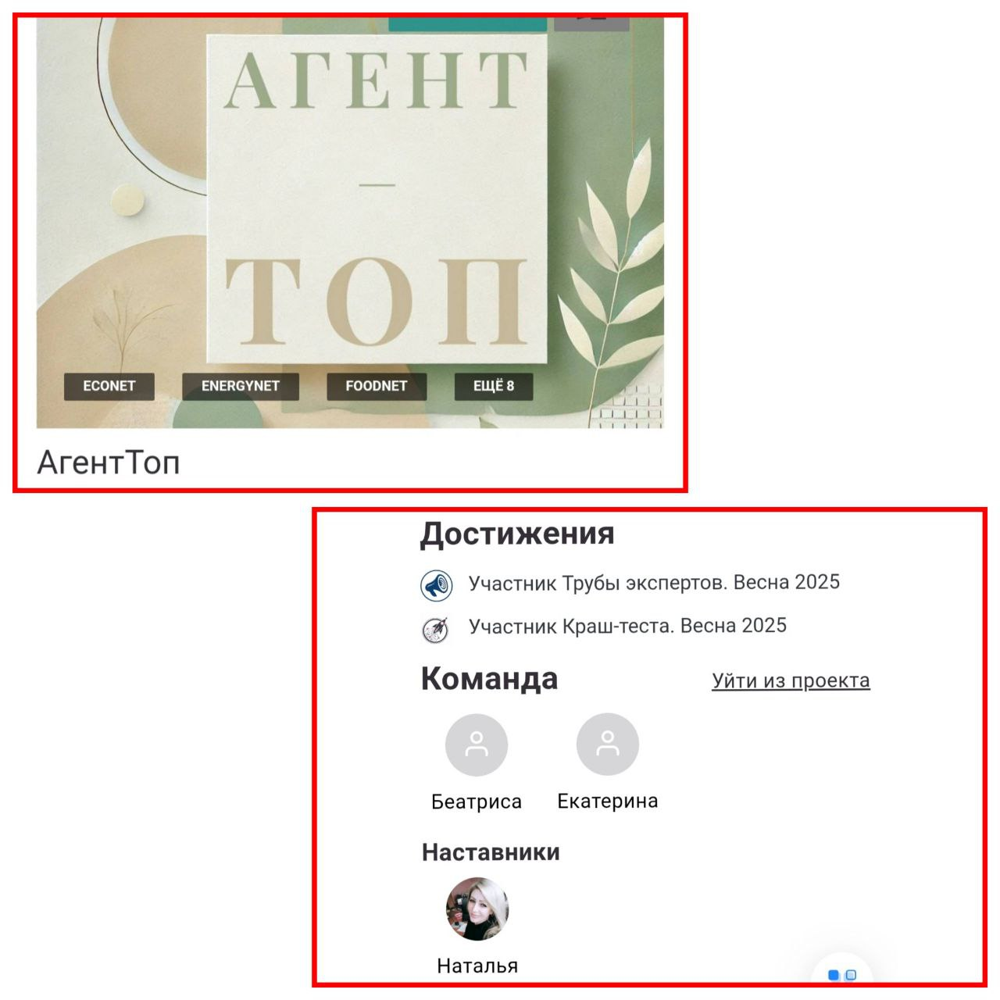 АГЕНТ
—
ТОП
ECONET ENERGYNET FOODNET ЕЩЁ 8
АгентТоп
Достижения
Участник Трубы экспертов. Весна 2025
Участник Краш-теста. Весна 2025
Команда Уйти из проекта
Беатриса Екатерина
Наставники
Наталья